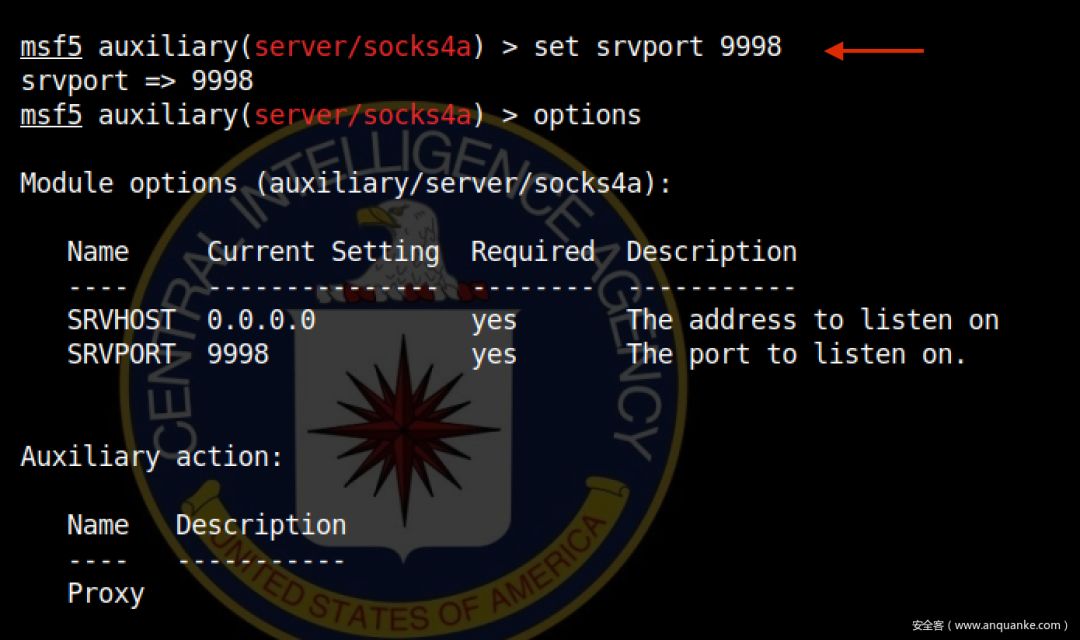 msf5 auxiliary(server/socks4a) > set srvport 9998
srvport => 9998
msf5 auxiliary(server/socks4a) > options
Module options (auxiliary/server/socks4a):
Name Current Setting Required Description
---- --------------- -------- -----------
SRVHOST 0.0.0.0 yes The address to listen on
SRVPORT 9998 yes The port to listen on.
Auxiliary action:
Name Description
---- -----------
Proxy
CENTRAL INTELLIGENCE AGENCY
UNITED STATES OF AMERICA
安全客（www.anquanke.com）